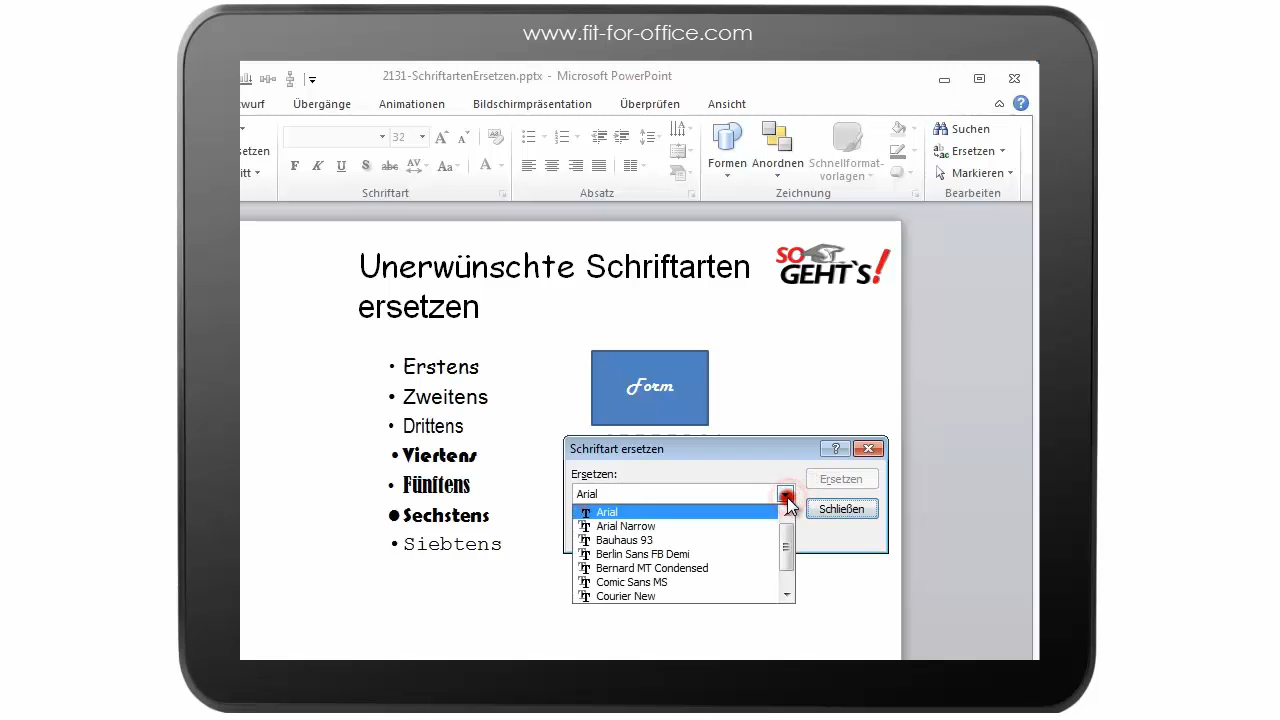 www.fit-for-office.com
2131-SchriftartenErsetzen.pptx - Microsoft PowerPoint
wurf Übergänge Animationen Bildschirmpräsentation Überprüfen Ansicht
32
Suchen
setzen
Ersetzen
Formen Anordnen Schnellformat-
vorlagen
itt
F K U S abc AV Aa A
Markieren
Schriftart Absatz Zeichnung Bearbeiten
Unerwünschte Schriftarten
ersetzen
SO
GEHT`S!
• Erstens
• Zweitens
• Drittens
• Viertens
• Fünftens
• Sechstens
• Siebtens
Form
Schriftart ersetzen
Ersetzen:
Arial
Ersetzen
Schließen
Arial
Arial Narrow
Bauhaus 93
Berlin Sans FB Demi
Bernard MT Condensed
Comic Sans MS
Courier New